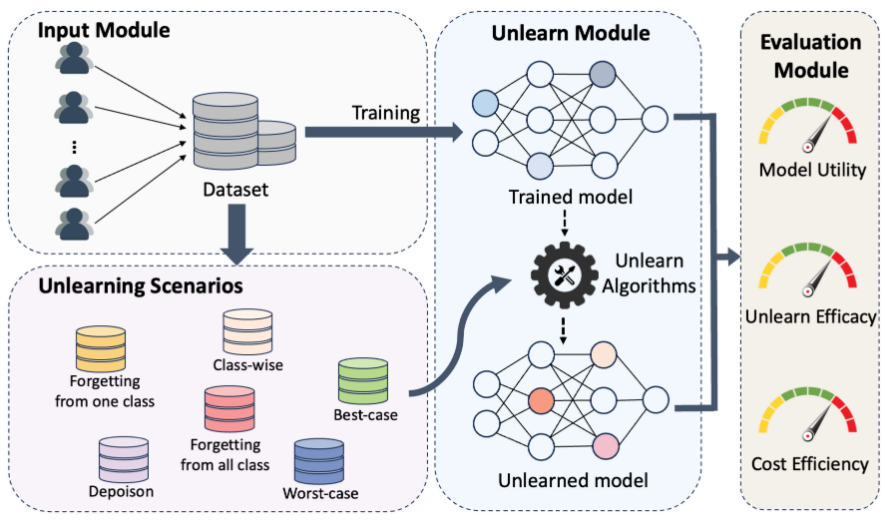 Input Module
⋮
Training
Dataset
Unlearning Scenarios
Forgetting
from one class
Class-wise
Forgetting
from all class
Best-case
Depoison
Worst-case
Unlearn Module
Trained model
Unlearn
Algorithms
Unlearned model
Evaluation
Module
Model Utility
Unlearn Efficacy
Cost Efficiency